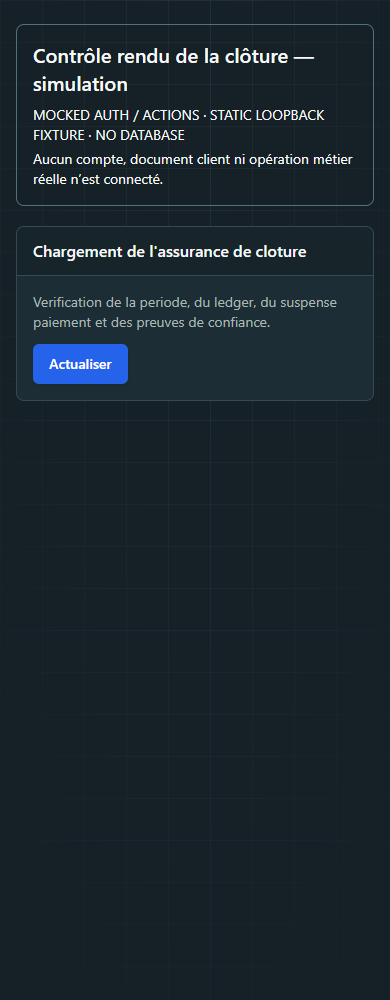 Contrôle rendu de la clôture —
simulation
MOCKED AUTH / ACTIONS · STATIC LOOPBACK
FIXTURE · NO DATABASE
Aucun compte, document client ni opération métier
réelle n’est connecté.
Chargement de l'assurance de cloture
Verification de la periode, du ledger, du suspense
paiement et des preuves de confiance.
Actualiser